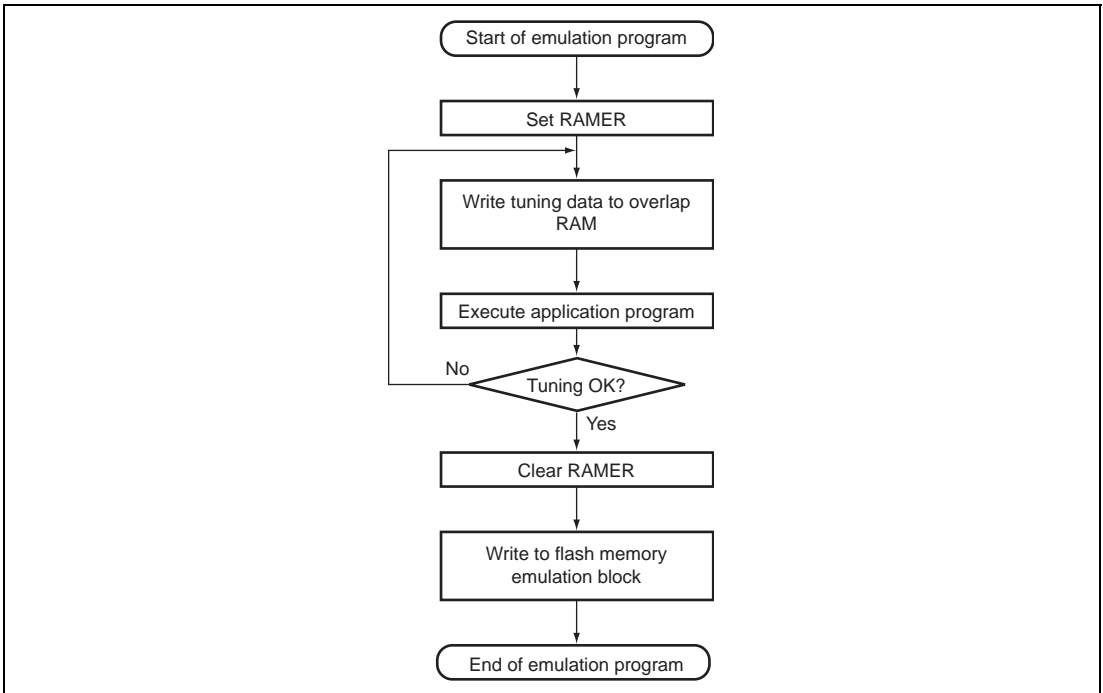 Start of emulation program
Set RAMER
Write tuning data to overlap
RAM
Execute application program
No
Tuning OK?
Yes
Clear RAMER
Write to flash memory
emulation block
End of emulation program